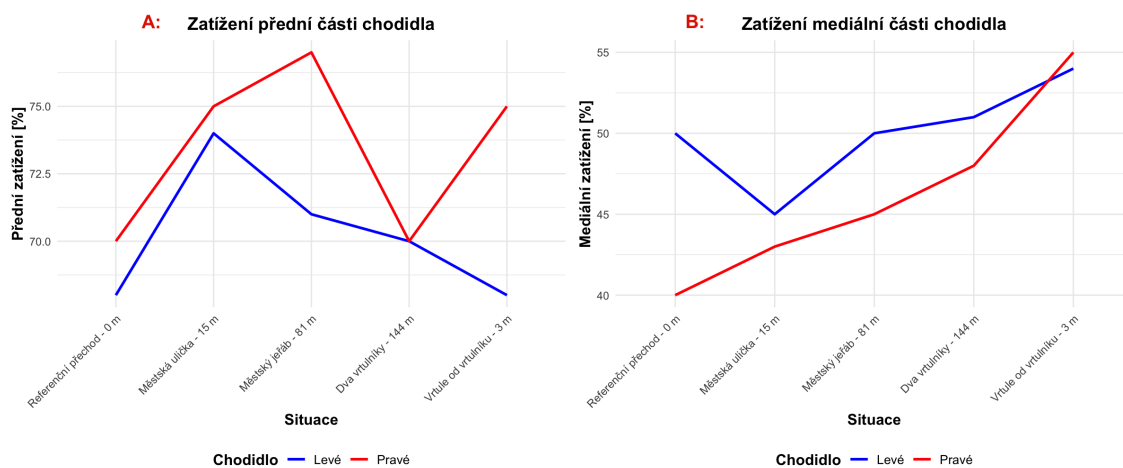 A: Zatížení přední části chodidla
Přední zatížení [%]
75.0
72.5
70.0
Referenční přechod - 0 m
Městská ulička - 15 m
Městský jeřáb - 81 m
Dva vrtulníky - 144 m
Vrtule od vrtulníku - 3 m
Situace
Chodidlo Levé Pravé
B: Zatížení mediální části chodidla
Mediální zatížení [%]
55
50
45
40
Referenční přechod - 0 m
Městská ulička - 15 m
Městský jeřáb - 81 m
Dva vrtulníky - 144 m
Vrtule od vrtulníku - 3 m
Situace
Chodidlo Levé Pravé